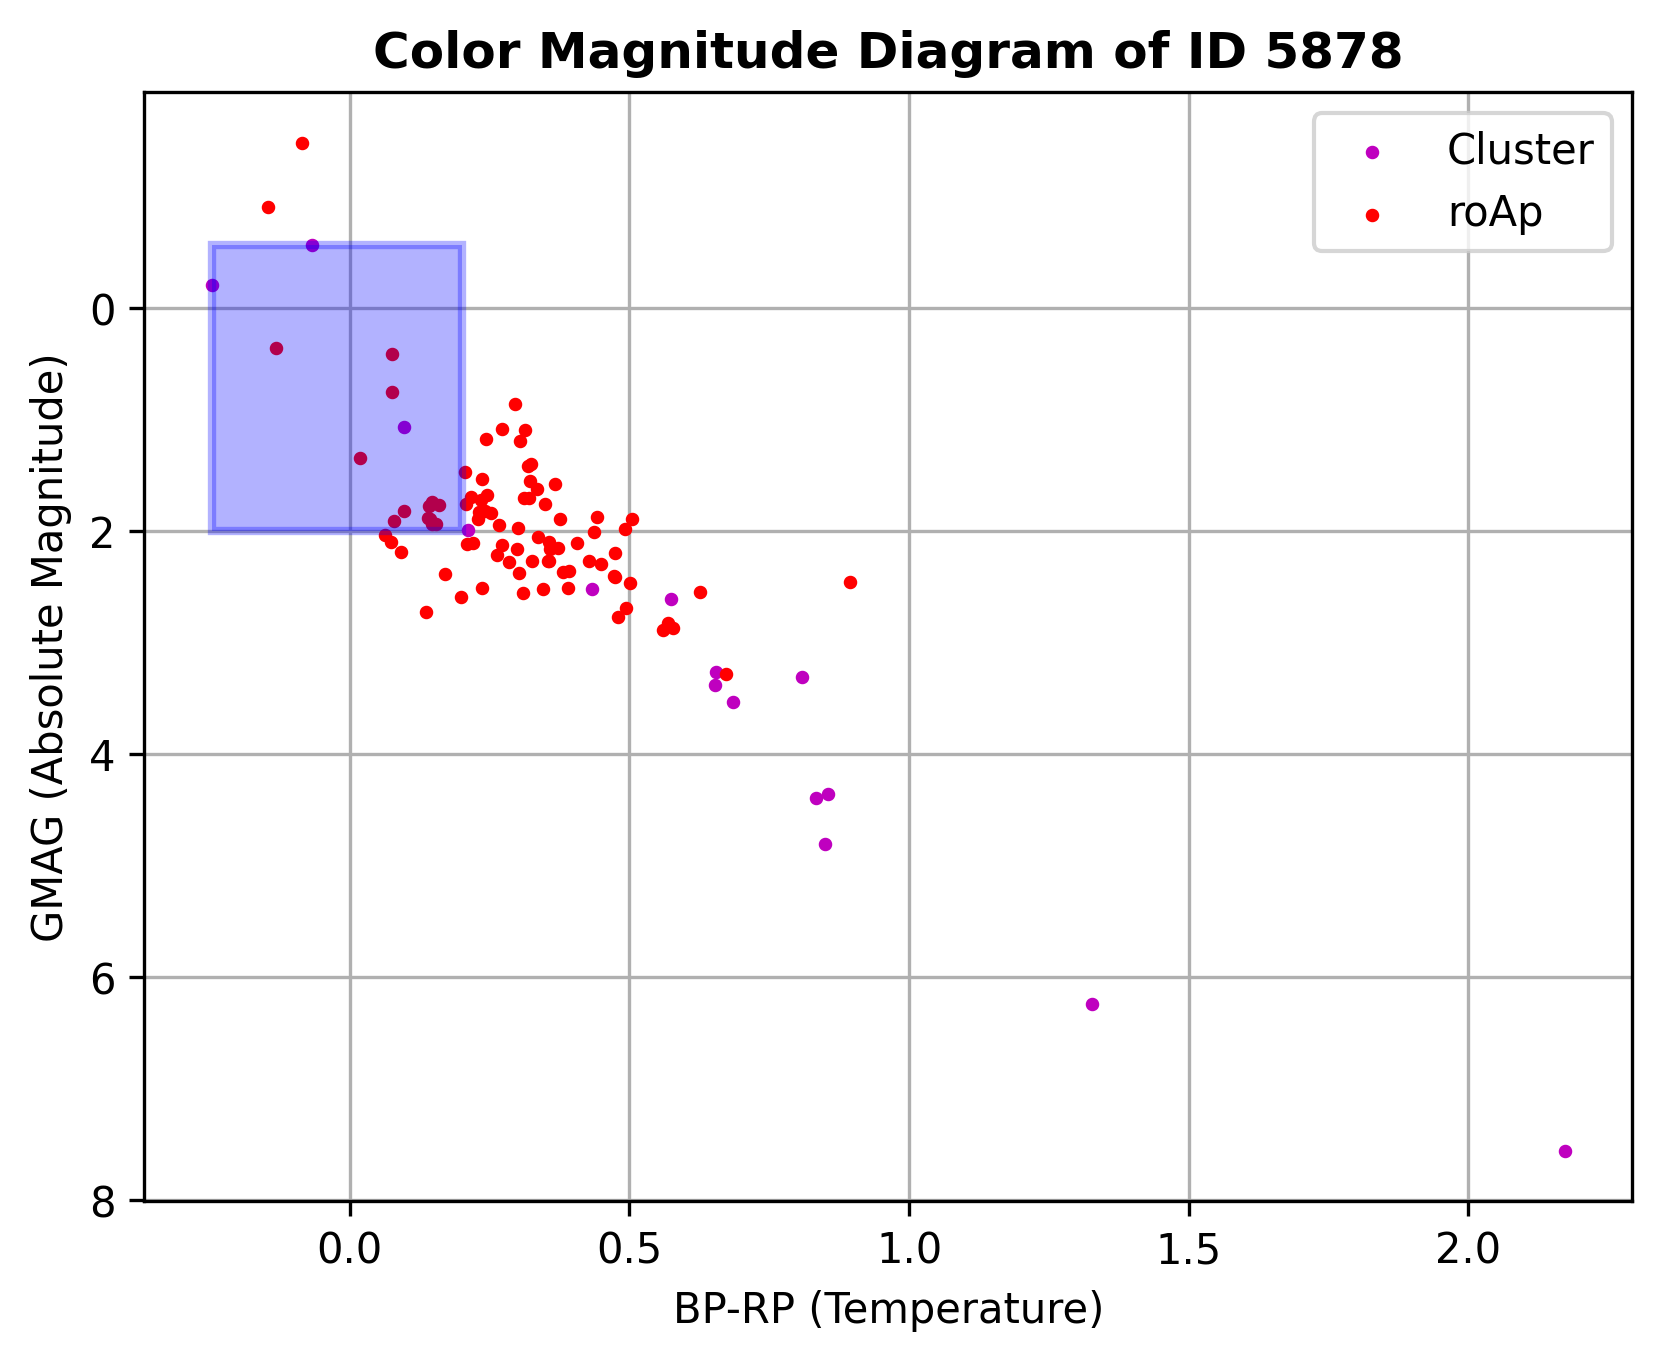 Color Magnitude Diagram of ID 5878
Cluster
roAp
GMAG (Absolute Magnitude)
0
2
4
6
8
0.0 0.5 1.0 1.5 2.0
BP-RP (Temperature)